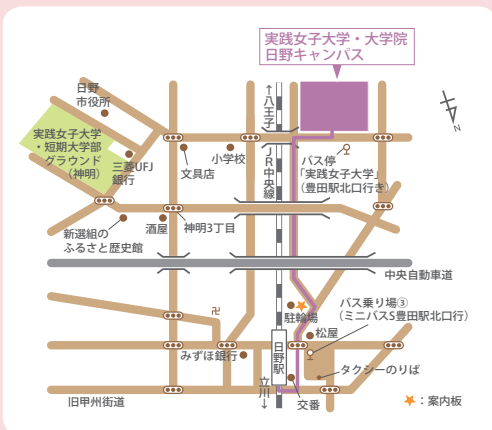 実践女子大学・大学院
日野キャンパス
日野
市役所
↑八王子
N
実践女子大学
・短期大学部
グラウンド
（神明）
三菱UFJ
銀行
文具店
小学校
JR中央線
バス停
「実践女子大学」
（豊田駅北口行き）
新選組の
ふるさと歴史館
酒屋
神明3丁目
中央自動車道
卍
駐輪場
バス乗り場③
（ミニバスS豊田駅北口行）
松屋
みずほ銀行
日野駅
タクシーのりば
立川↓
交番
旧甲州街道
：案内板